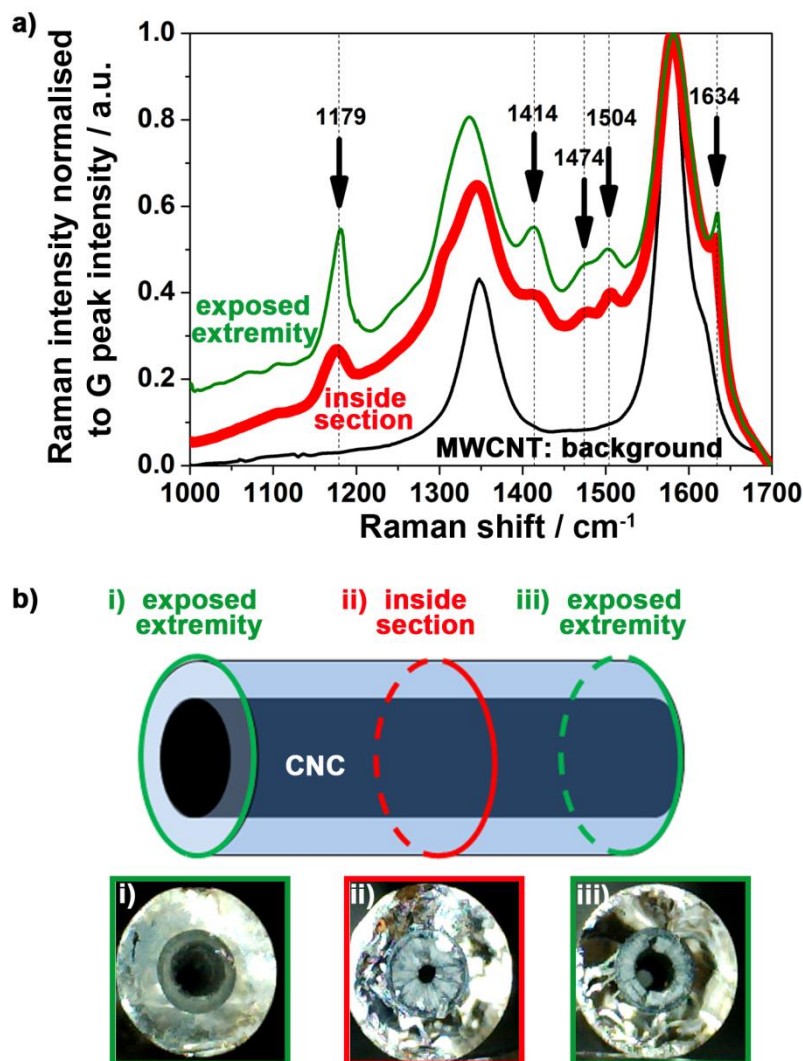 a)
Raman intensity normalised
to G peak intensity / a.u.
1.0
0.8
0.6
0.4
0.2
0.0
1179
1414
1474
1504
1634
exposed
extremity
inside
section
MWCNT: background
1000 1100 1200 1300 1400 1500 1600 1700
Raman shift / cm⁻¹
b)
i) exposed
extremity
ii) inside
section
iii) exposed
extremity
CNC
i)
ii)
iii)